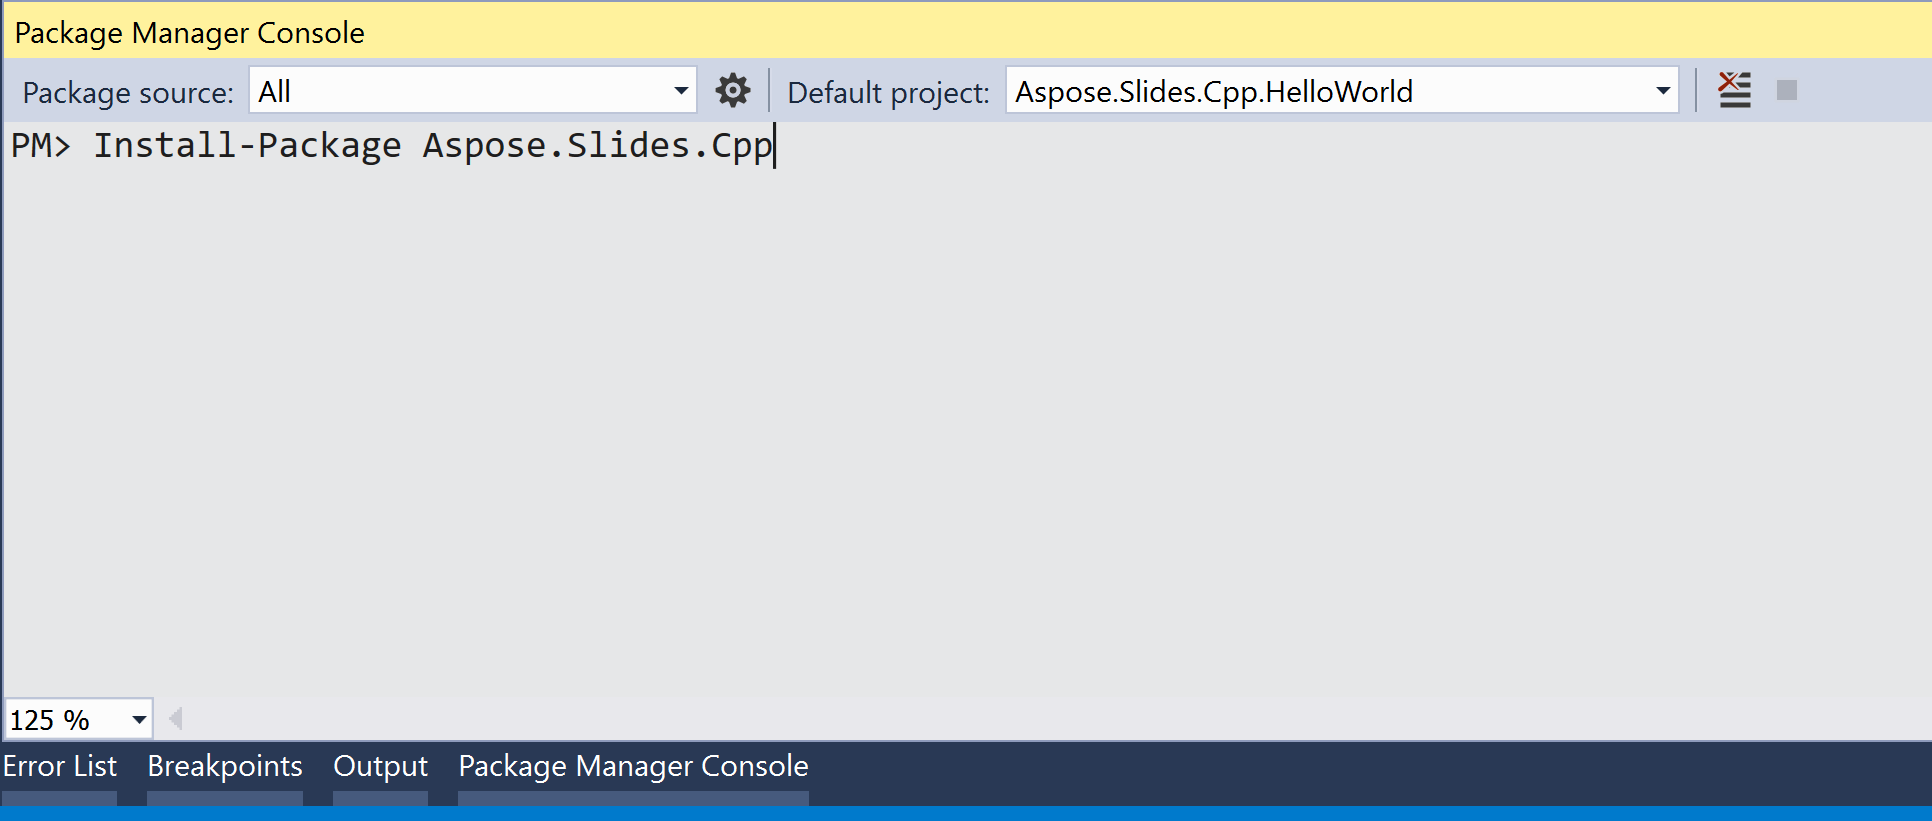 Package Manager Console
Package source: All Default project: Aspose.Slides.Cpp.HelloWorld
PM> Install-Package Aspose.Slides.Cpp
125 %
Error List Breakpoints Output Package Manager Console